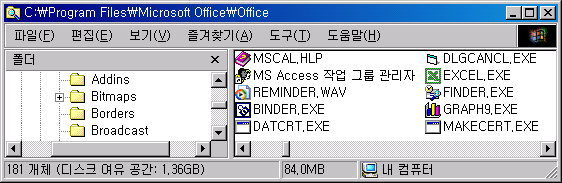 C:₩Program Files₩Microsoft Office₩Office
파일(F) 편집(E) 보기(V) 즐겨찾기(A) 도구(T) 도움말(H)
폴더
Addins
Bitmaps
Borders
Broadcast
MSCAL,HLP
MS Access 작업 그룹 관리자
REMINDER,WAV
BINDER,EXE
DATCRT,EXE
DLGCANCL,EXE
EXCEL,EXE
FINDER,EXE
GRAPH9,EXE
MAKECERT,EXE
181 개체 (디스크 여유 공간: 1,36GB) 84,0MB 내 컴퓨터